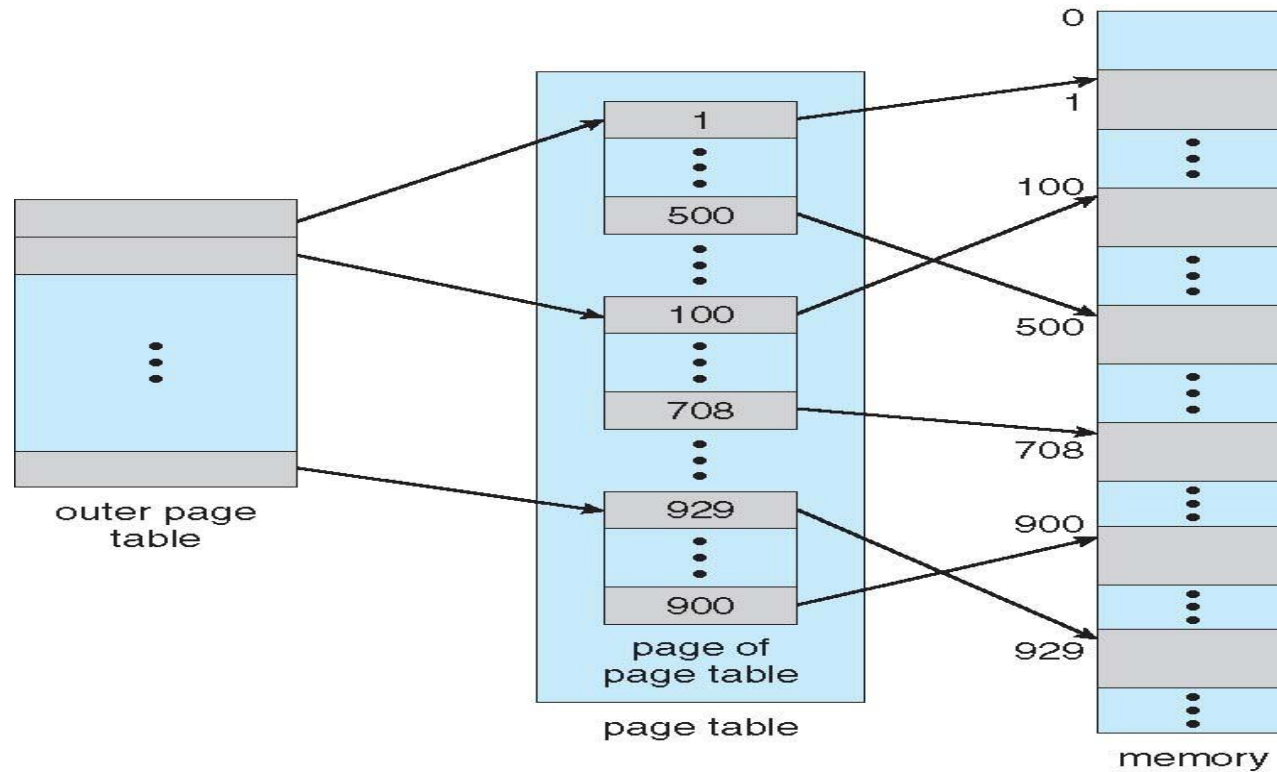 outer page
table
1
500
100
708
929
900
page of
page table
page table
0
1
100
500
708
900
929
memory